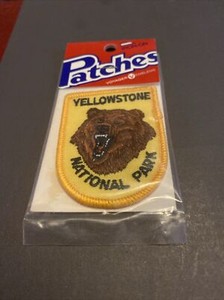 Patches
YELLOWSTONE
NATIONAL PARK